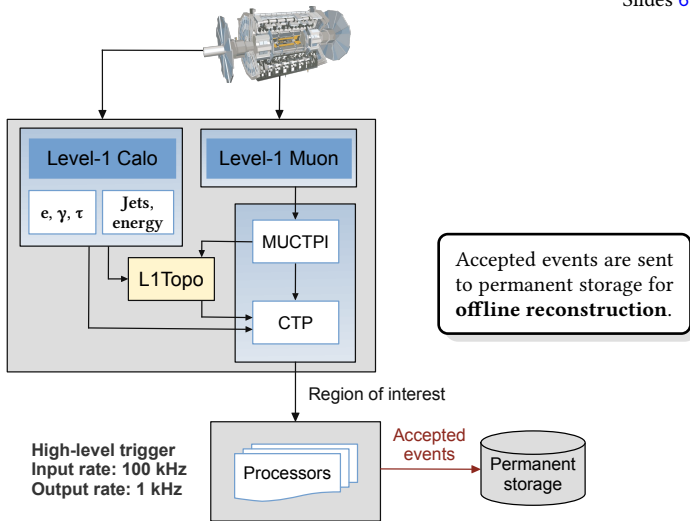 Slides 6
Level-1 Calo
Level-1 Muon
e, γ, τ
Jets,
energy
MUCTPI
L1Topo
CTP
Accepted events are sent
to permanent storage for
offline reconstruction.
Region of interest
High-level trigger
Input rate: 100 kHz
Output rate: 1 kHz
Processors
Accepted
events
Permanent
storage